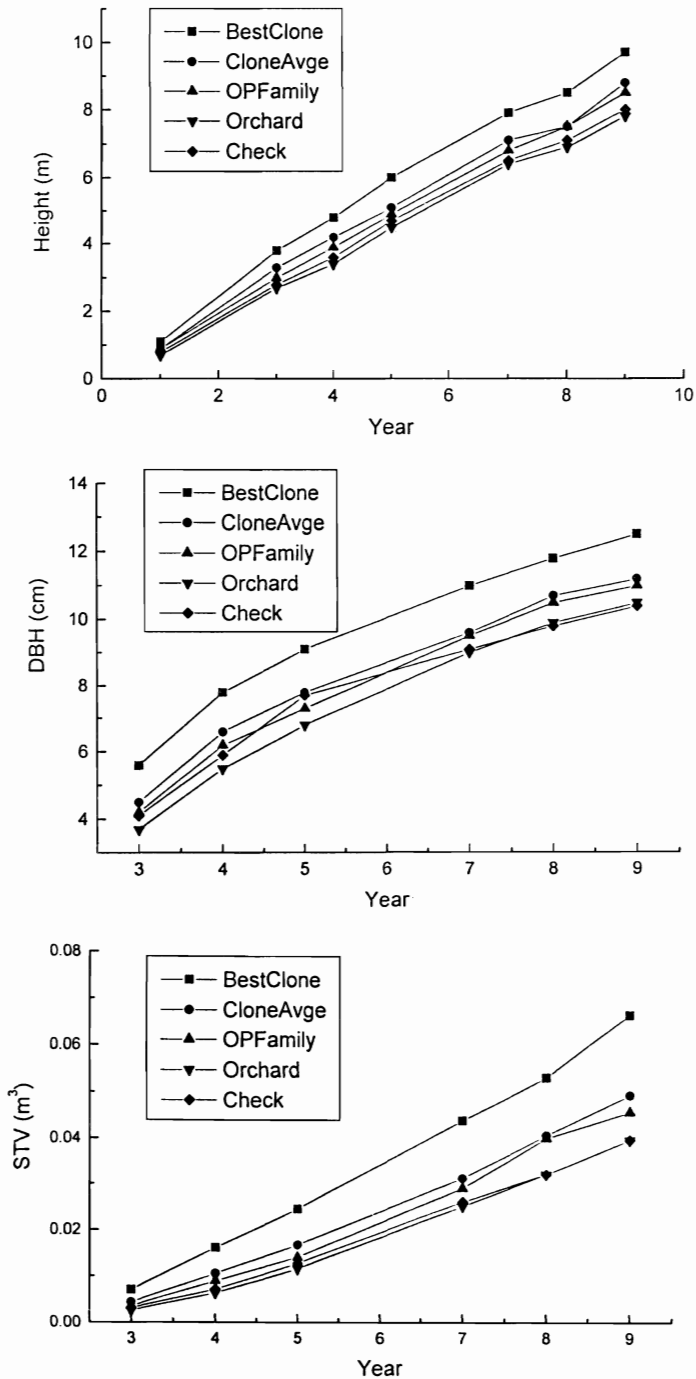 BestClone
CloneAvge
OPFamily
Orchard
Check
Height (m)
10
8
6
4
2
0
0 2 4 6 8 10
Year
BestClone
CloneAvge
OPFamily
Orchard
Check
DBH (cm)
14
12
10
8
6
4
3 4 5 6 7 8 9
Year
BestClone
CloneAvge
OPFamily
Orchard
Check
STV (m³)
0.08
0.06
0.04
0.02
0.00
3 4 5 6 7 8 9
Year